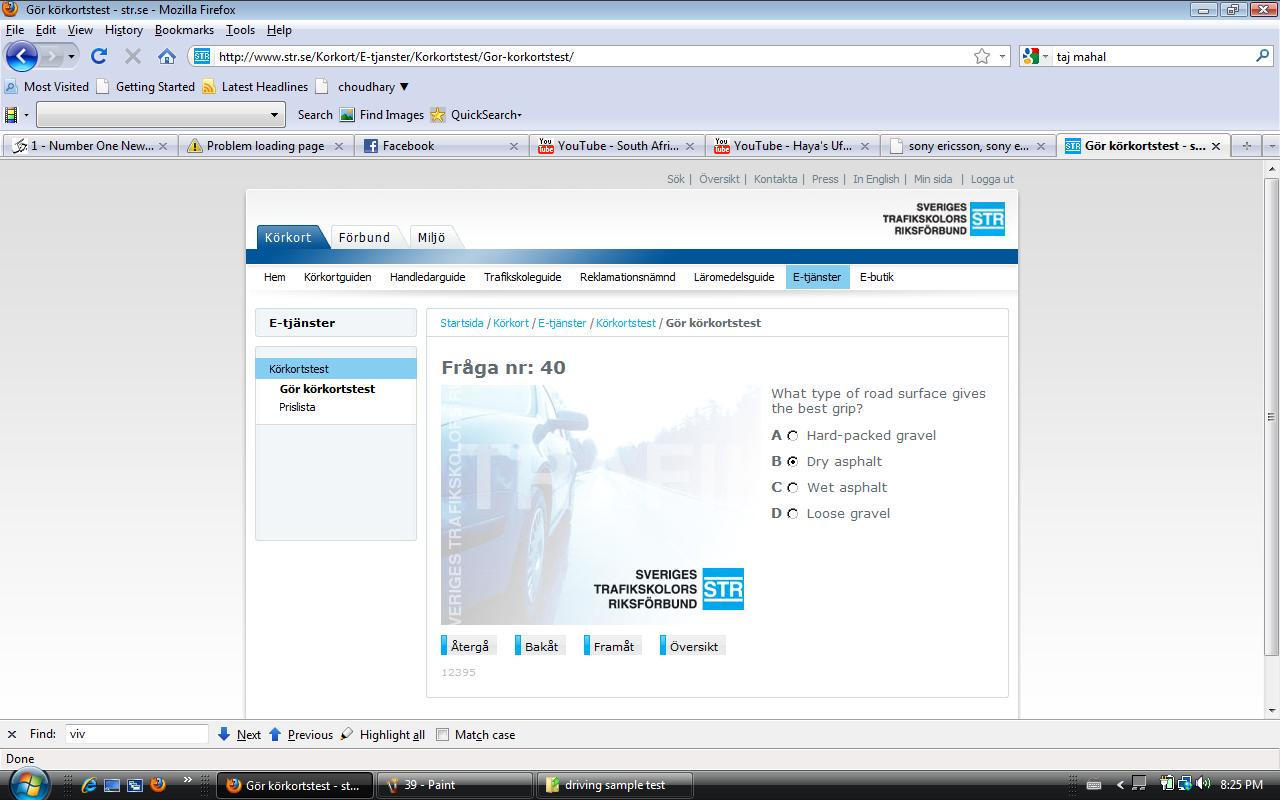 Gör körkortstest - str.se - Mozilla Firefox
File Edit View History Bookmarks Tools Help
STR http://www.str.se/Korkort/E-tjanster/Korkortstest/Gor-korkortstest/ taj mahal
Most Visited Getting Started Latest Headlines choudhary ▼
Search Find Images QuickSearch
1 - Number One New... Problem loading page Facebook YouTube - South Afri... YouTube - Haya's Uf... sony ericsson, sony e... Gör körkortstest - s...
Sök | Översikt | Kontakta | Press | In English | Min sida | Logga ut
SVERIGES
TRAFIKSKOLORS STR
RIKSFÖRBUND
Körkort Förbund Miljö
Hem Körkortguiden Handledarguide Trafikskoleguide Reklamationsnämnd Läromedelsguide E-tjänster E-butik
E-tjänster
Startsida / Körkort / E-tjänster / Körkortstest / Gör körkortstest
Körkortstest
Gör körkortstest
Prislista
Fråga nr: 40
What type of road surface gives
the best grip?
A Hard-packed gravel
B Dry asphalt
C Wet asphalt
D Loose gravel
TRAFIK
VERIGES TRAFIKSKOLORS R
SVERIGES
TRAFIKSKOLORS STR
RIKSFÖRBUND
Återgå Bakåt Framåt Översikt
12395
Find: viv Next Previous Highlight all Match case
Done
Gör körkortstest - st... 39 - Paint driving sample test 8:25 PM